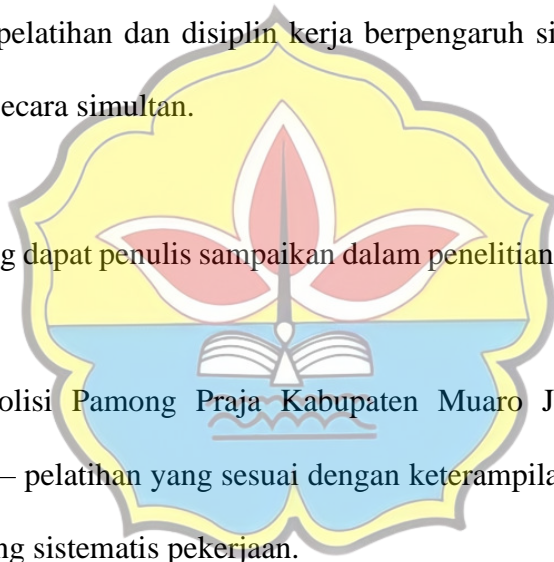 pelatihan dan disiplin kerja berpengaruh si
ecara simultan.
g dapat penulis sampaikan dalam penelitian
olisi Pamong Praja Kabupaten Muaro J
– pelatihan yang sesuai dengan keterampila
ng sistematis pekerjaan.